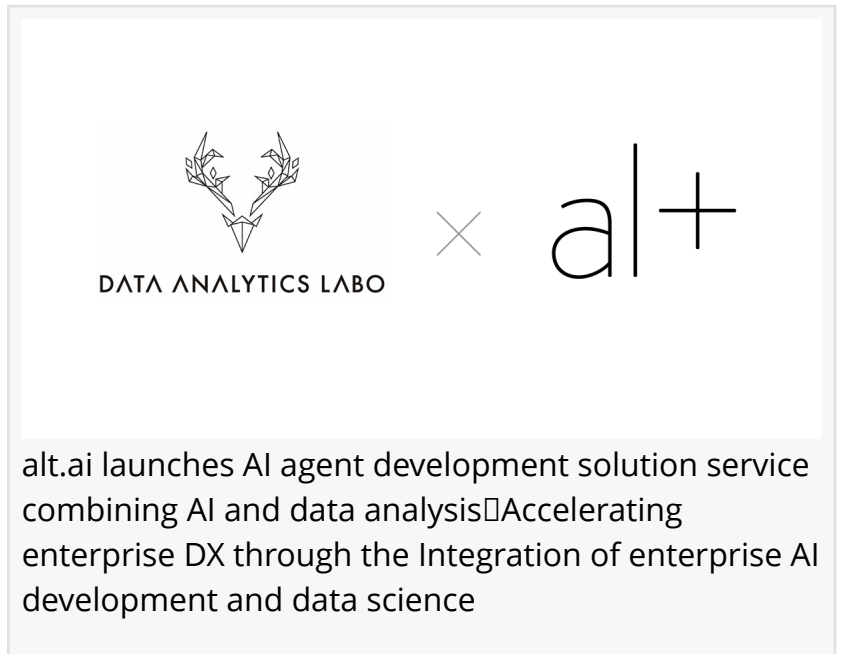 DATA ANALYTICS LABO
al+
alt.ai launches AI agent development solution service
combining AI and data analysis▯Accelerating
enterprise DX through the Integration of enterprise AI
development and data science